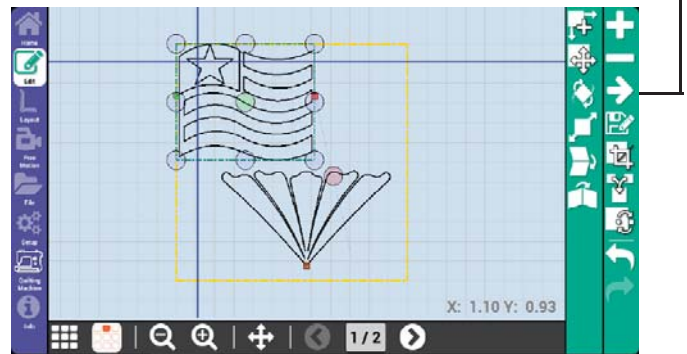 Home
Edit
Layout
Free
Motion
File
Setup
Quilting
Machine
Info
X: 1.10 Y: 0.93
1/2